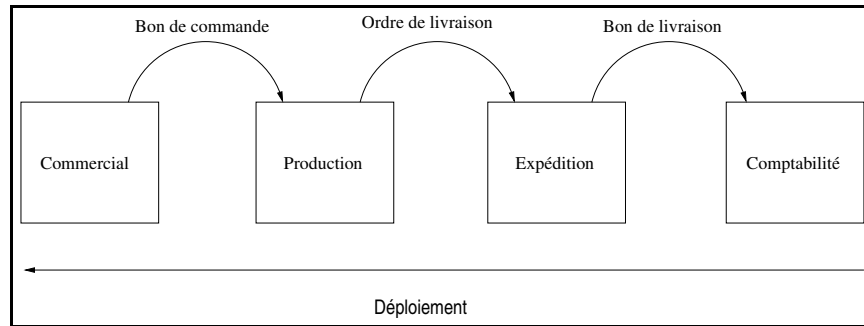 Bon de commande
Ordre de livraison
Bon de livraison
Commercial
Production
Expédition
Comptabilité
Déploiement